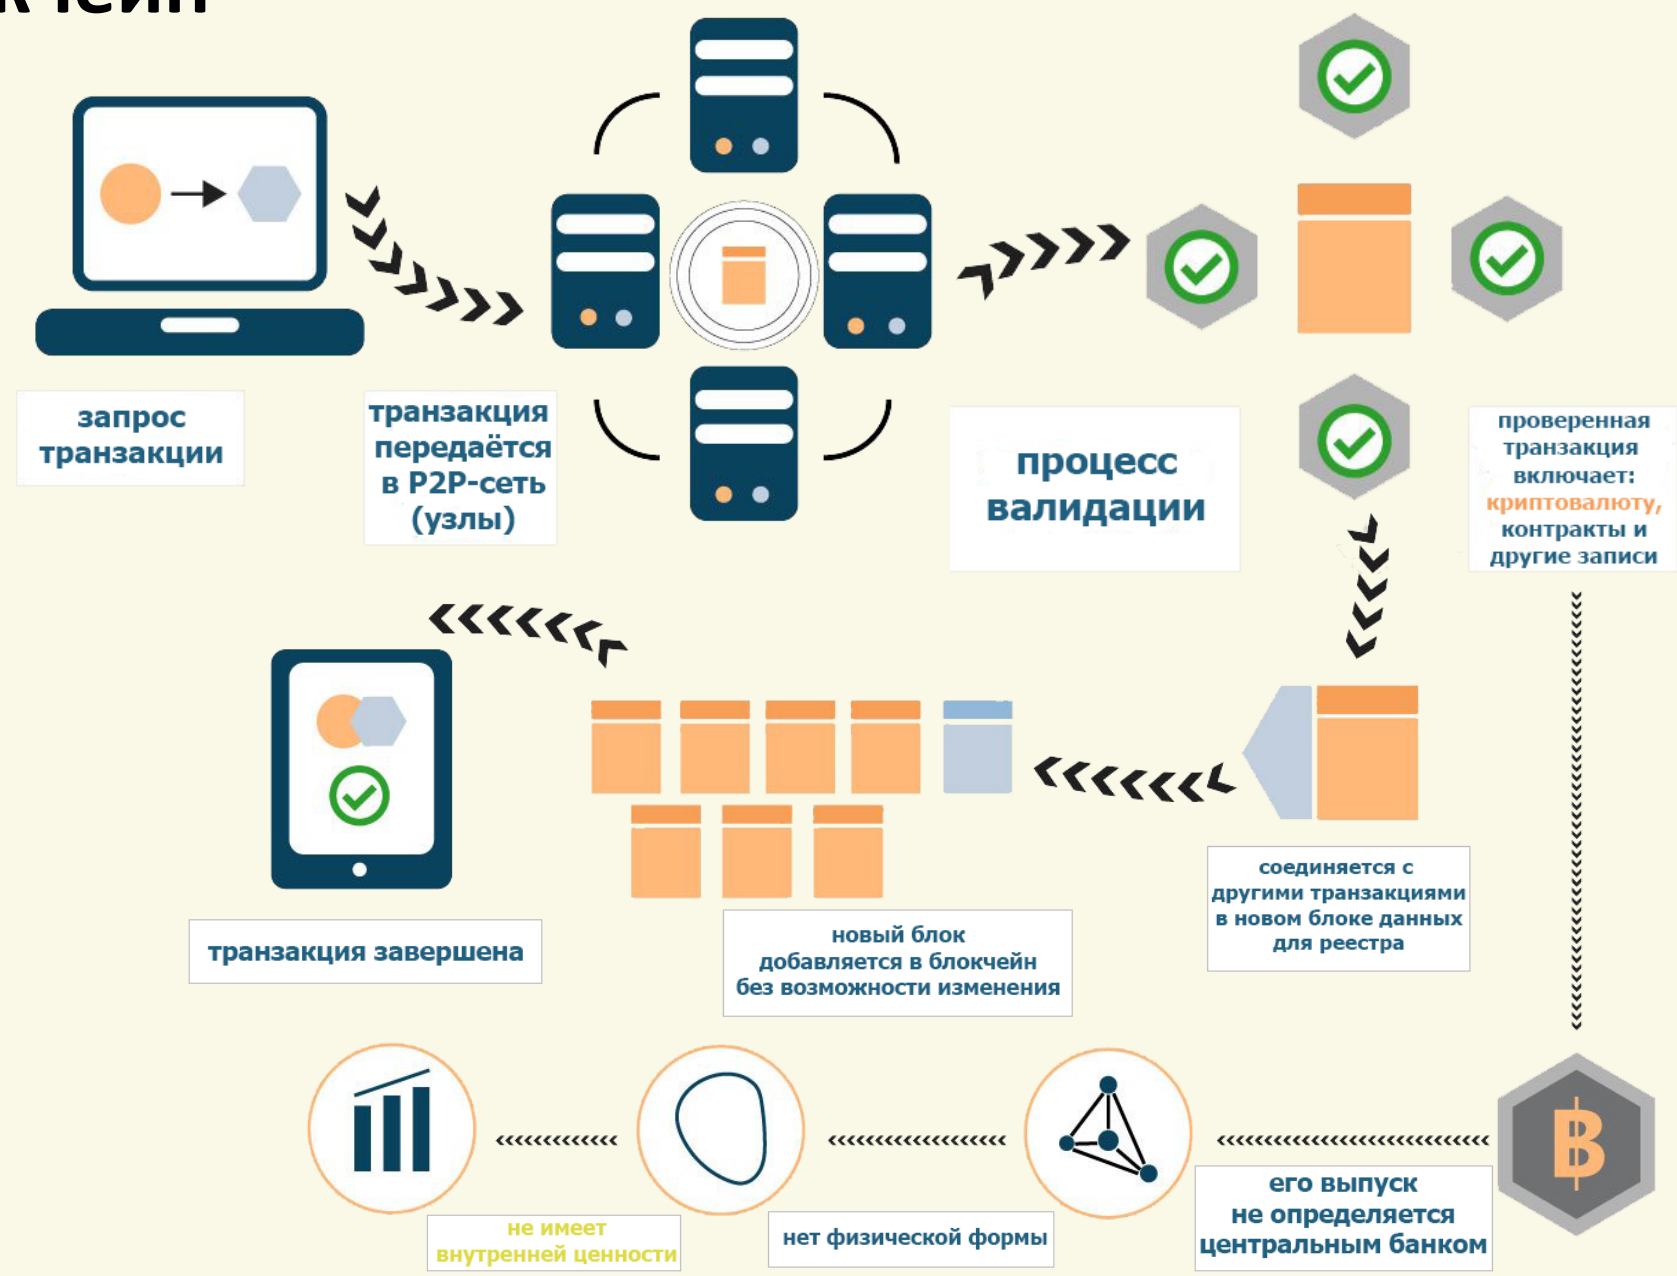 запрос
транзакции
транзакция
передаётся
в P2P-сеть
(узлы)
процесс
валидации
проверенная
транзакция
включает:
криптовалюту,
контракты и
другие записи
соединяется с
другими транзакциями
в новом блоке данных
для реестра
новый блок
добавляется в блокчейн
без возможности изменения
транзакция завершена
его выпуск
не определяется
центральным банком
нет физической формы
не имеет
внутренней ценности